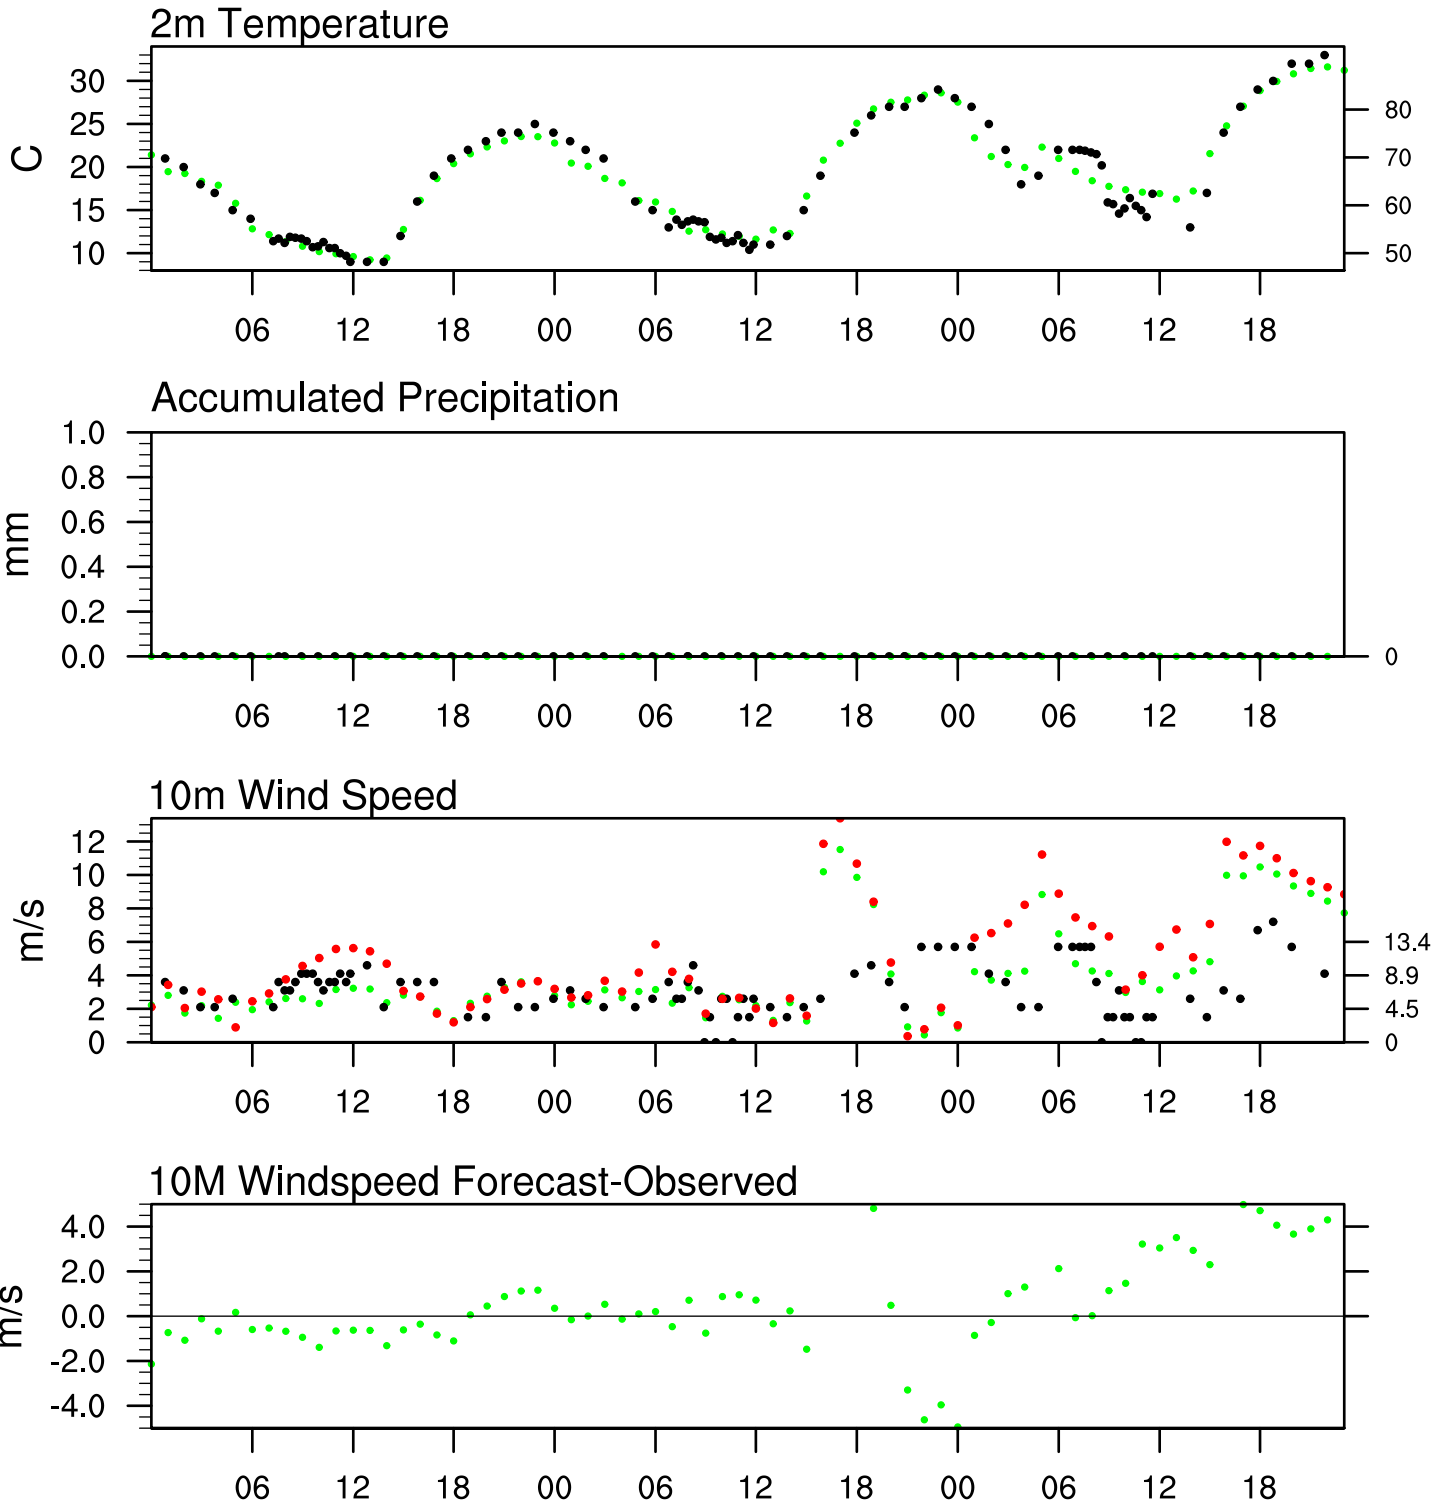 2m Temperature
30
25
20
15
10
C
80
70
60
50
06 12 18 00 06 12 18 00 06 12 18
Accumulated Precipitation
1.0
0.8
0.6
0.4
0.2
0.0
mm
0
06 12 18 00 06 12 18 00 06 12 18
10m Wind Speed
12
10
8
6
4
2
0
m/s
13.4
8.9
4.5
0
06 12 18 00 06 12 18 00 06 12 18
10M Windspeed Forecast-Observed
4.0
2.0
0.0
-2.0
-4.0
m/s
06 12 18 00 06 12 18 00 06 12 18